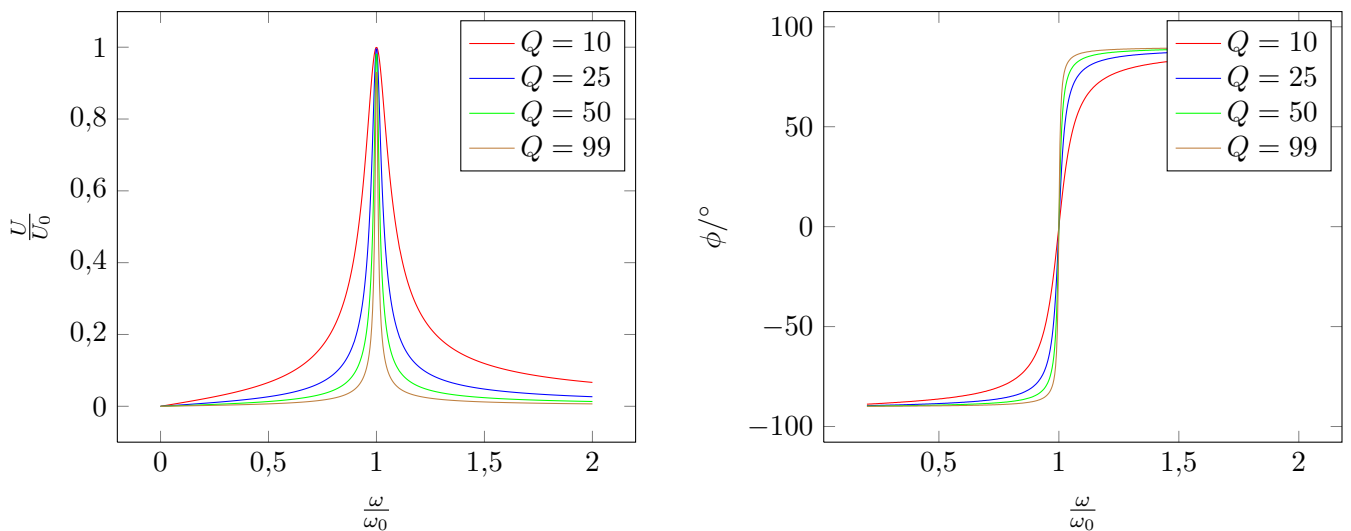 1
0,8
0,6
0,4
0,2
0
U/U₀
0 0,5 1 1,5 2
ω/ω₀
Q = 10
Q = 25
Q = 50
Q = 99
100
50
0
−50
−100
ϕ/°
0,5 1 1,5 2
ω/ω₀
Q = 10
Q = 25
Q = 50
Q = 99